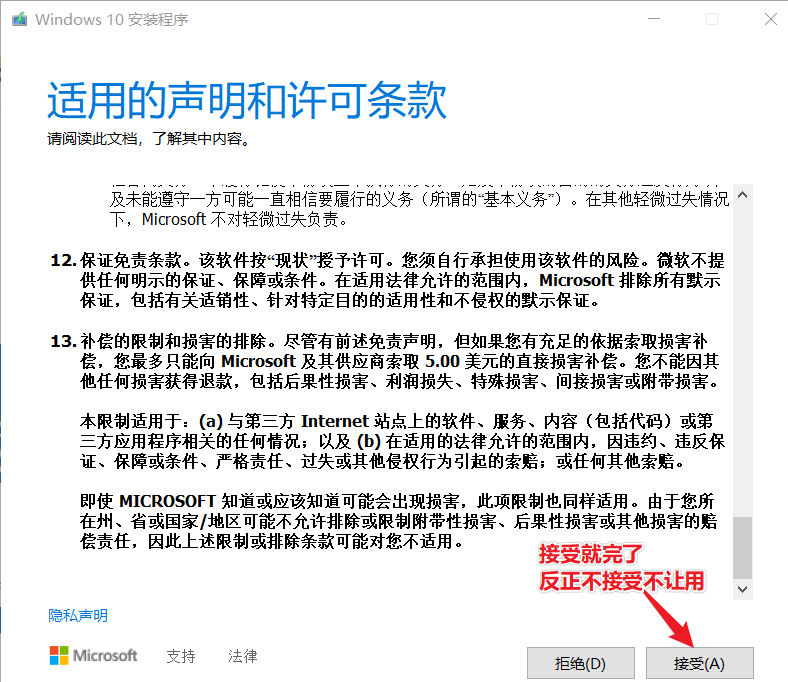 Windows 10 安装程序
适用的声明和许可条款
请阅读此文档，了解其中内容。
及未能遵守一方可能一直相信要履行的义务（所谓的“基本义务”）。在其他轻微过失情况
下，Microsoft 不对轻微过失负责。
12. 保证免责条款。该软件按“现状”授予许可。您须自行承担使用该软件的风险。微软不提
供任何明示的保证、保障或条件。在适用法律允许的范围内，Microsoft 排除所有默示
保证，包括有关适销性、针对特定目的的适用性和不侵权的默示保证。
13. 补偿的限制和损害的排除。尽管有前述免责声明，但如果您有充足的依据索取损害补
偿，您最多只能向 Microsoft 及其供应商索取 5.00 美元的直接损害补偿。您不能因其
他任何损害获得退款，包括后果性损害、利润损失、特殊损害、间接损害或附带损害。
本限制适用于：(a) 与第三方 Internet 站点上的软件、服务、内容（包括代码）或第
三方应用程序相关的任何情况；以及 (b) 在适用的法律允许的范围内，因违约、违反保
证、保障或条件、严格责任、过失或其他侵权行为引起的索赔；或任何其他索赔。
即使 MICROSOFT 知道或应该知道可能会出现损害，此项限制也同样适用。由于您所
在州、省或国家/地区可能不允许排除或限制附带性损害、后果性损害或其他损害的赔
偿责任，因此上述限制或排除条款可能对您不适用。
接受就完了
反正不接受不让用
隐私声明
Microsoft 支持 法律
拒绝(D) 接受(A)